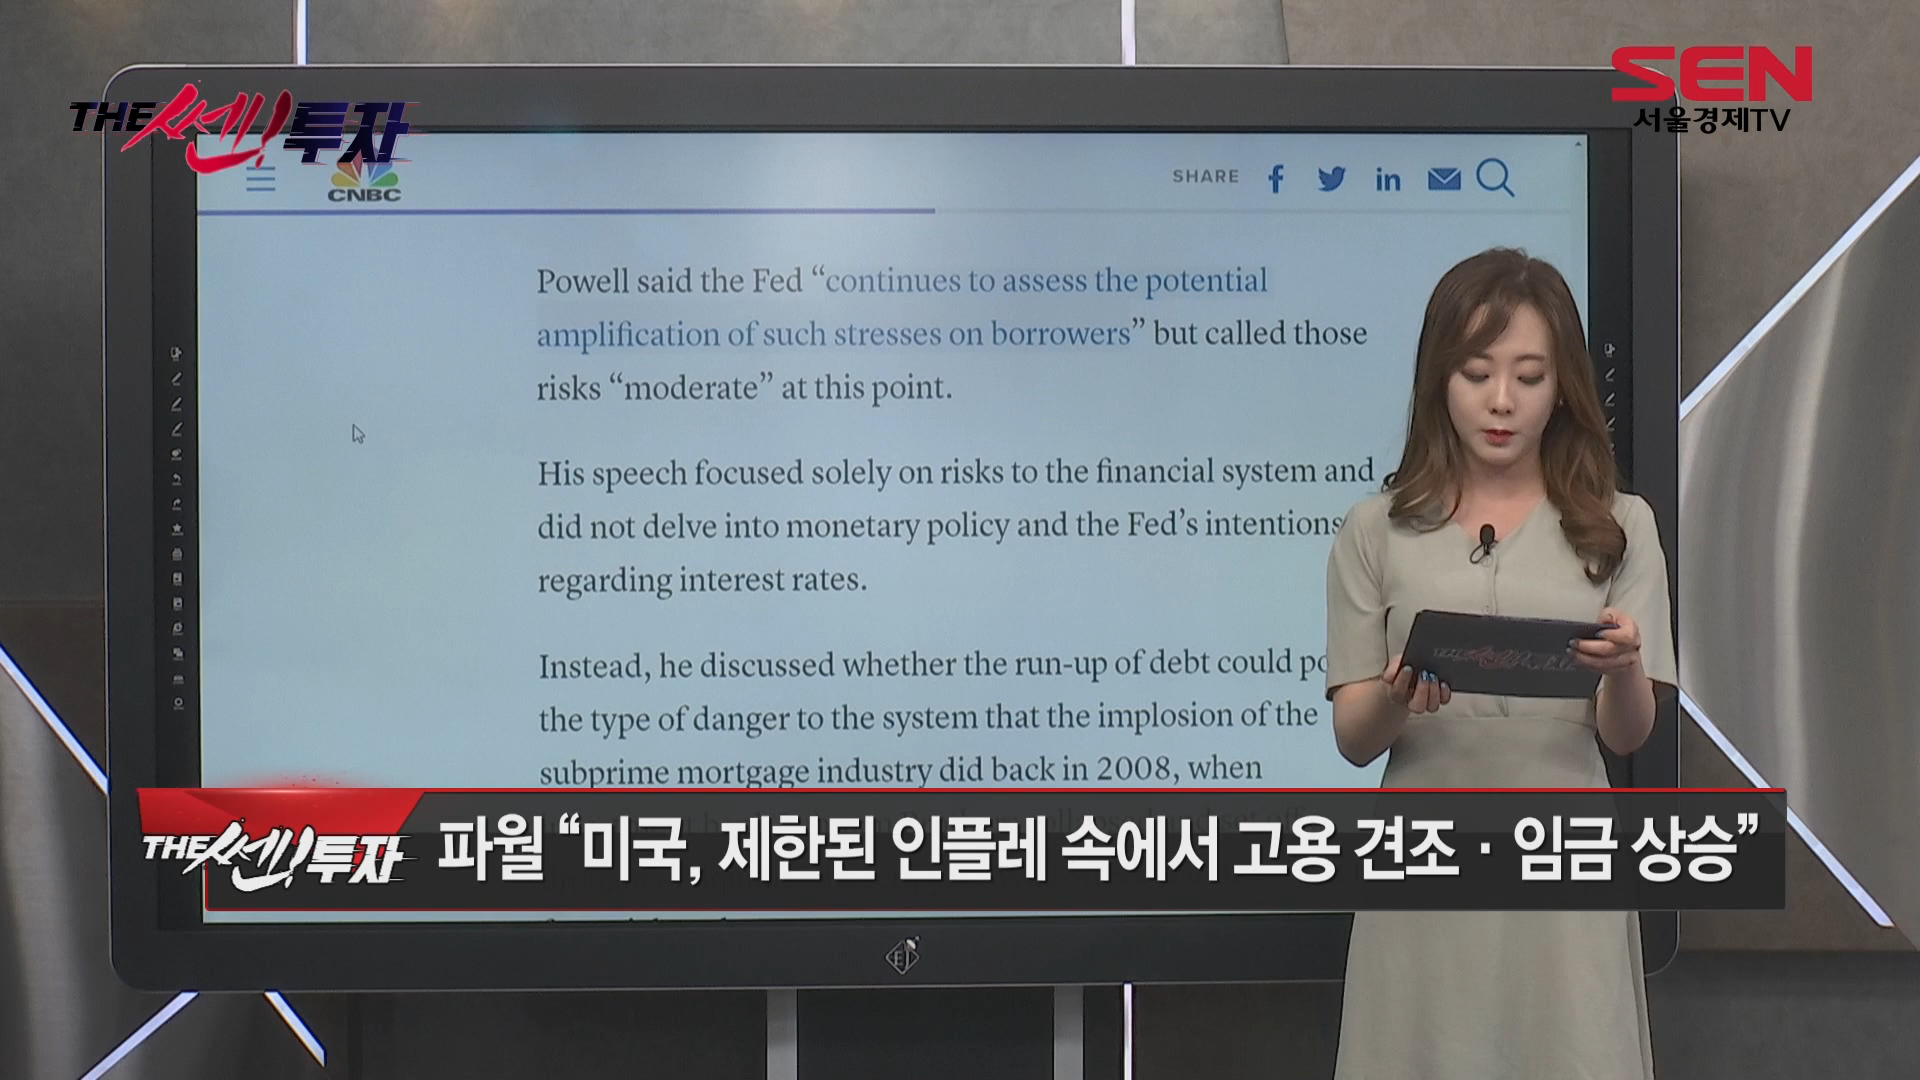 THE 쎈! 투자
SEN
서울경제TV
CNBC
SHARE
Powell said the Fed “continues to assess the potential
amplification of such stresses on borrowers” but called those
risks “moderate” at this point.
His speech focused solely on risks to the financial system and
did not delve into monetary policy and the Fed’s intentions
regarding interest rates.
Instead, he discussed whether the run-up of debt could
the type of danger to the system that the implosion of the
subprime mortgage industry did back in 2008, when
THE 쎈! 투자
파월 “미국, 제한된 인플레 속에서 고용 견조 · 임금 상승”